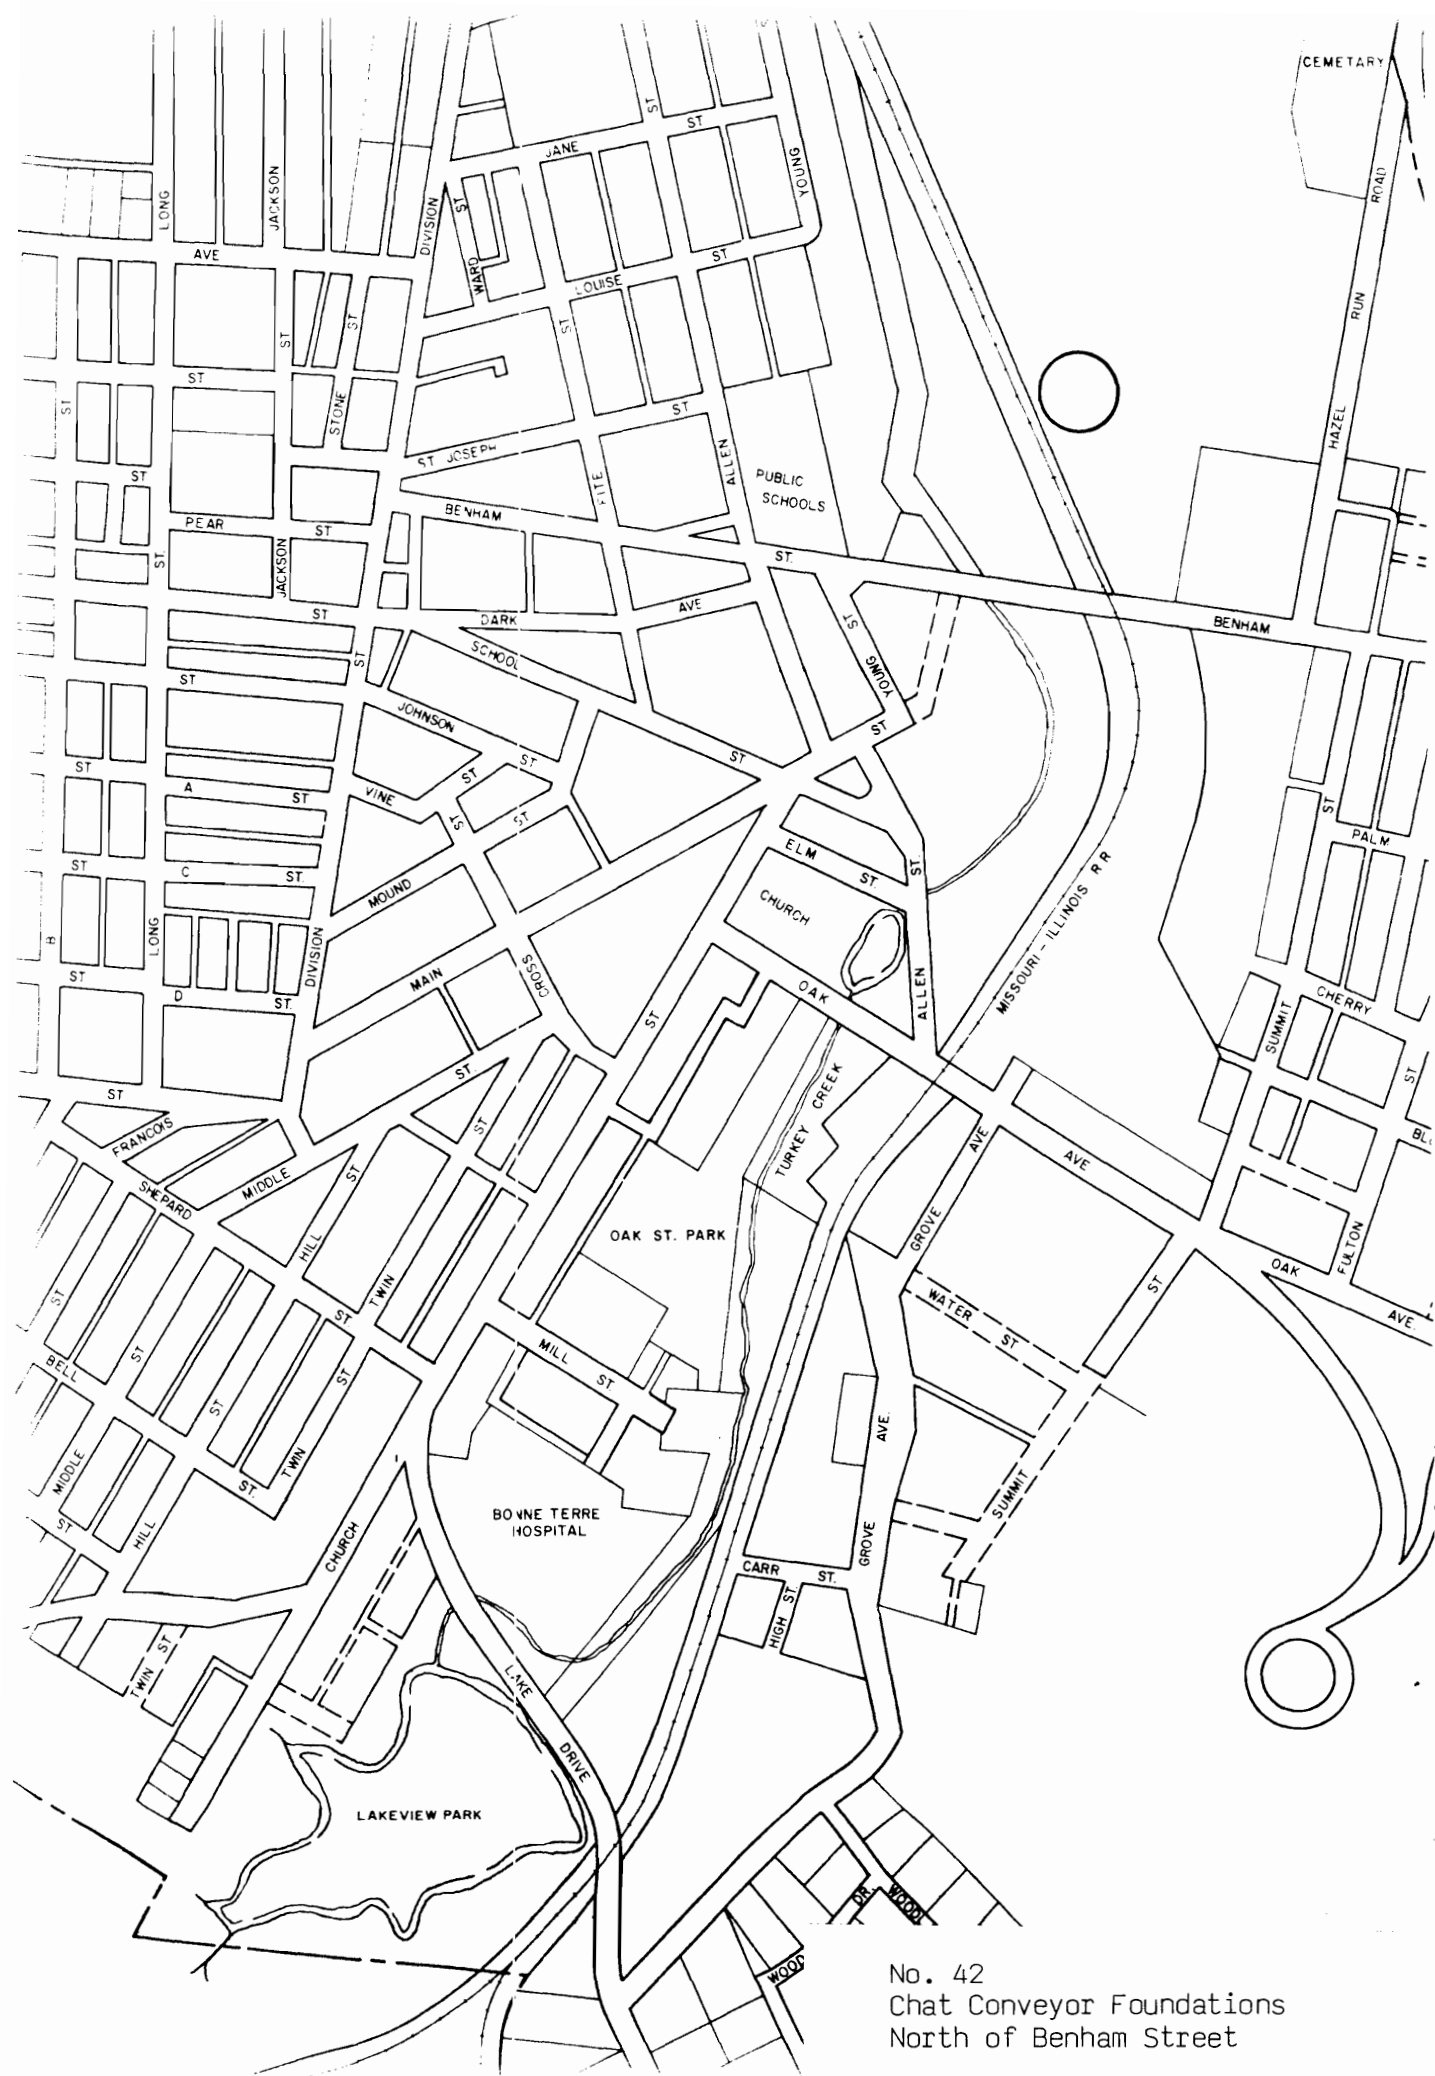 CEMETARY
ROAD
RUN
HAZEL
ST
ST
JANE
YOUNG
LONG
JACKSON
DIVISION
ST
WARD
AVE
ST
LOUISE
ST
ST
ST
ST
STONE
ST
ST
ST
ST JOSEPH
ALLEN
PUBLIC
SCHOOLS
ST
BENHAM
PEAR
ST
ST.
JACKSON
ST.
ST
DARK
AVE
ST
BENHAM
SCHOOL
ST
YOUNG
ST
JOHNSON
ST
ST
ST
ST
ST
A
ST
VINE
ST
ST
ST
PALM
ELM
ST.
ST.
ST
C
ST.
MOUND
CHURCH
MISSOURI - ILLINOIS R R
B
LONG
DIVISION
ST
D
ST.
MAIN
CROSS
ST
OAK
ALLEN
CHERRY
SUMMIT
ST
ST
ST.
FRANCOIS
ST
TURKEY CREEK
AVE
AVE
SHEPARD
MIDDLE
ST
HILL
OAK ST. PARK
GROVE
FULTON
OAK
AVE.
ST
ST
TWIN
ST
WATER
ST
BELL
ST
ST
ST
MILL
ST.
AVE.
MIDDLE
TWIN
ST.
SUMMIT
ST
HILL
CHURCH
BONNE TERRE
HOSPITAL
GROVE
CARR
ST.
HIGH ST.
TWIN ST
LAKE
DRIVE
LAKEVIEW PARK
DR.
WOOD
No. 42
Chat Conveyor Foundations
North of Benham Street